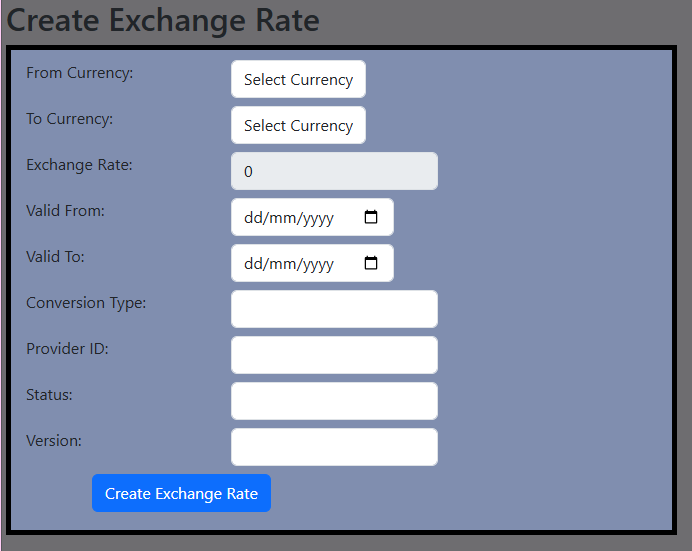 Create Exchange Rate
From Currency: Select Currency
To Currency: Select Currency
Exchange Rate: 0
Valid From: dd/mm/yyyy
Valid To: dd/mm/yyyy
Conversion Type:
Provider ID:
Status:
Version:
Create Exchange Rate